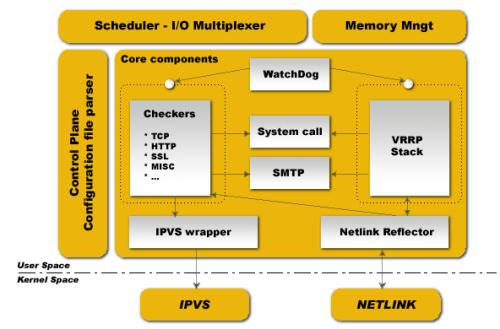 Scheduler - I/O Multiplexer
Memory Mngt
Control Plane
Configuration file parser
Core components
WatchDog
Checkers
* TCP
* HTTP
* SSL
* MISC
* ...
System call
SMTP
VRRP
Stack
IPVS wrapper
Netlink Reflector
User Space
Kernel Space
IPVS
NETLINK